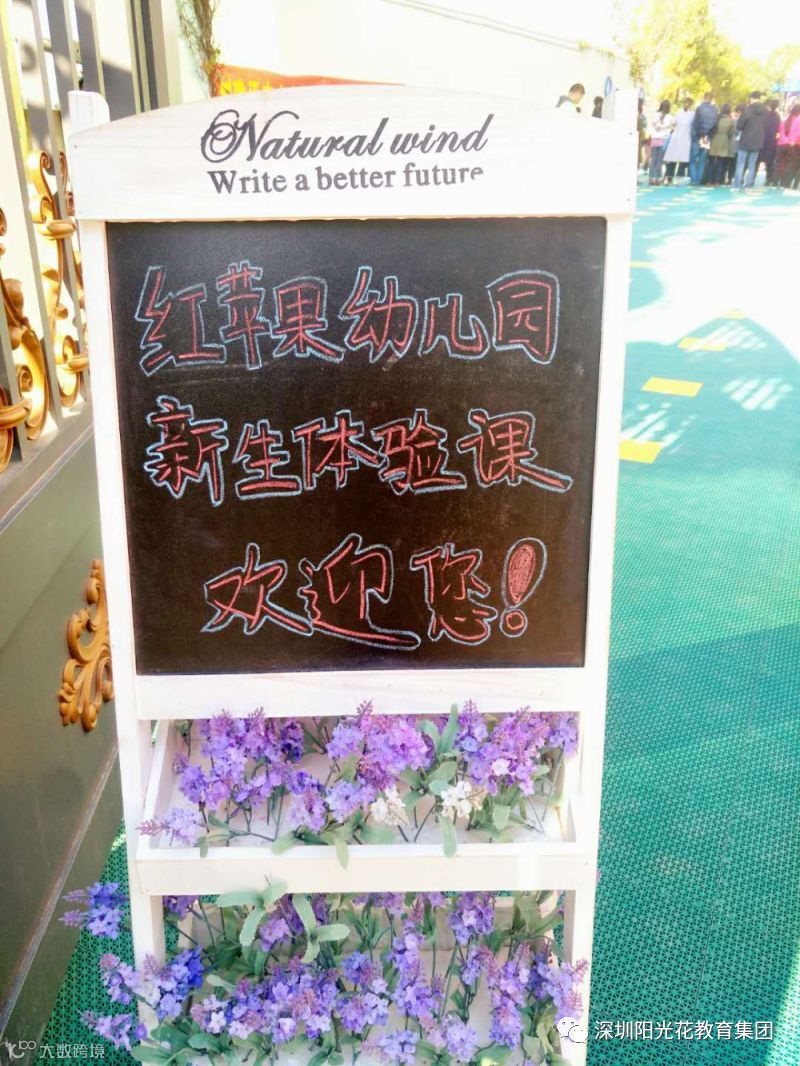 Natural wind
Write a better future
红苹果幼儿园
新生体验课
欢迎您!
深圳阳光花教育集团
大数跨境